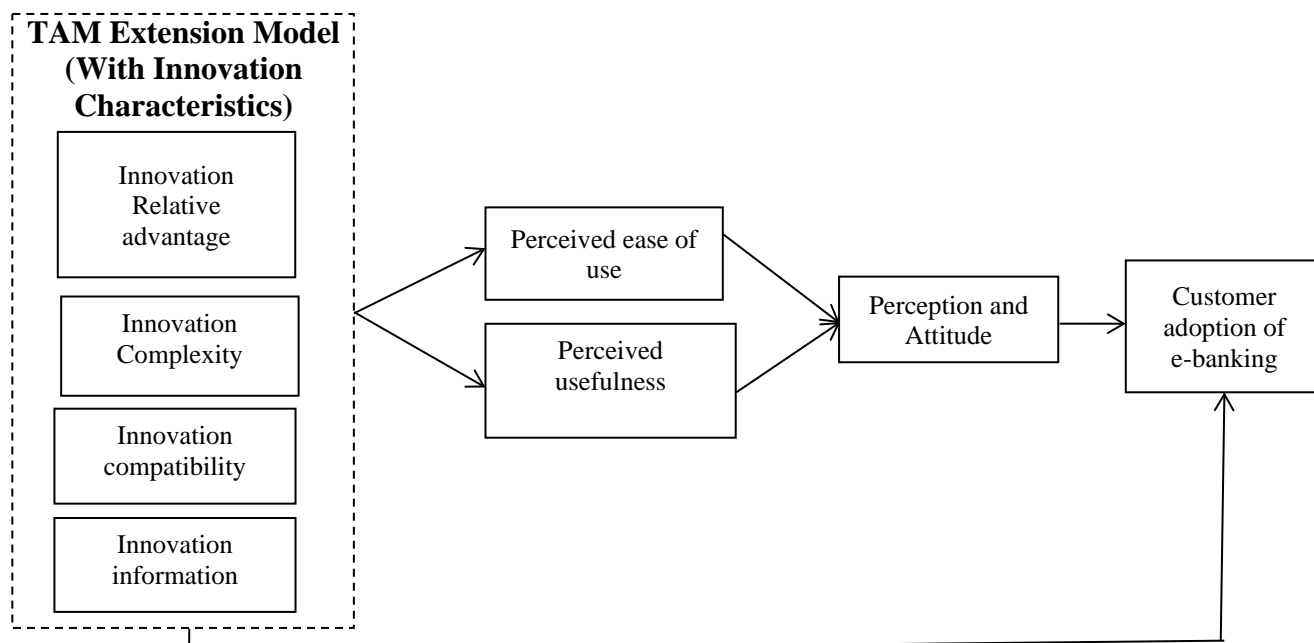 TAM Extension Model
(With Innovation
Characteristics)
Innovation
Relative
advantage
Innovation
Complexity
Innovation
compatibility
Innovation
information
Perceived ease of
use
Perceived
usefulness
Perception and
Attitude
Customer
adoption of
e-banking